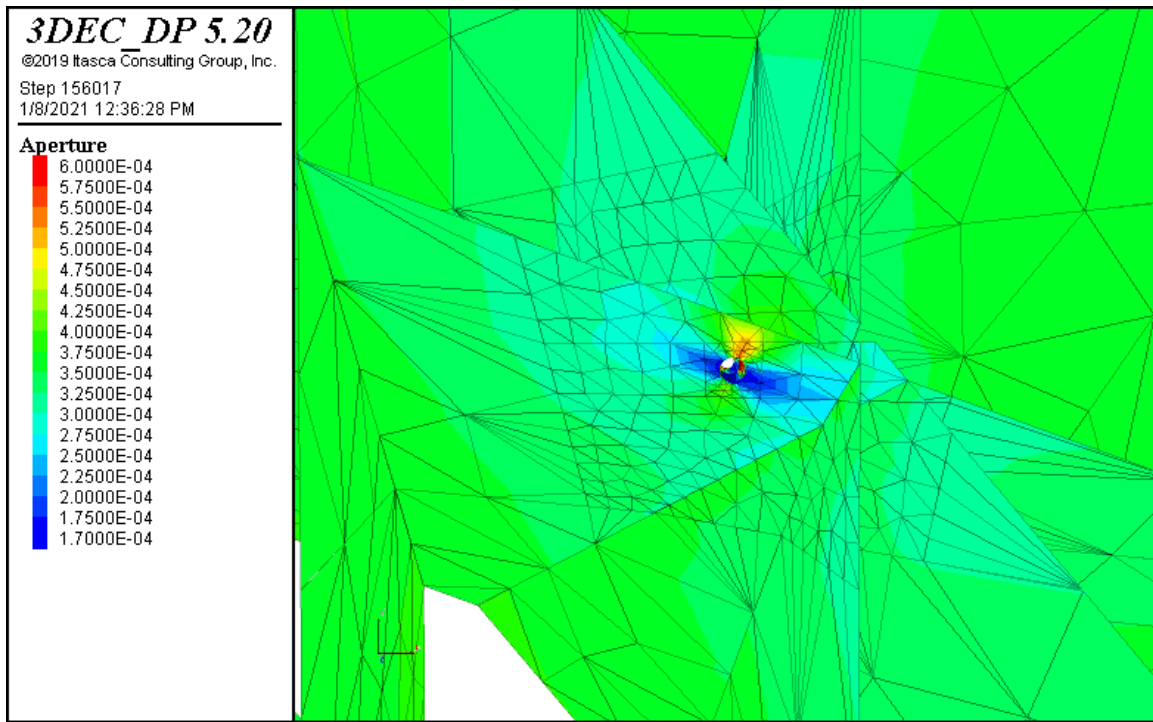 3DEC_DP 5.20
©2019 Itasca Consulting Group, Inc.
Step 156017
1/8/2021 12:36:28 PM
Aperture
6.0000E-04
5.7500E-04
5.5000E-04
5.2500E-04
5.0000E-04
4.7500E-04
4.5000E-04
4.2500E-04
4.0000E-04
3.7500E-04
3.5000E-04
3.2500E-04
3.0000E-04
2.7500E-04
2.5000E-04
2.2500E-04
2.0000E-04
1.7500E-04
1.7000E-04